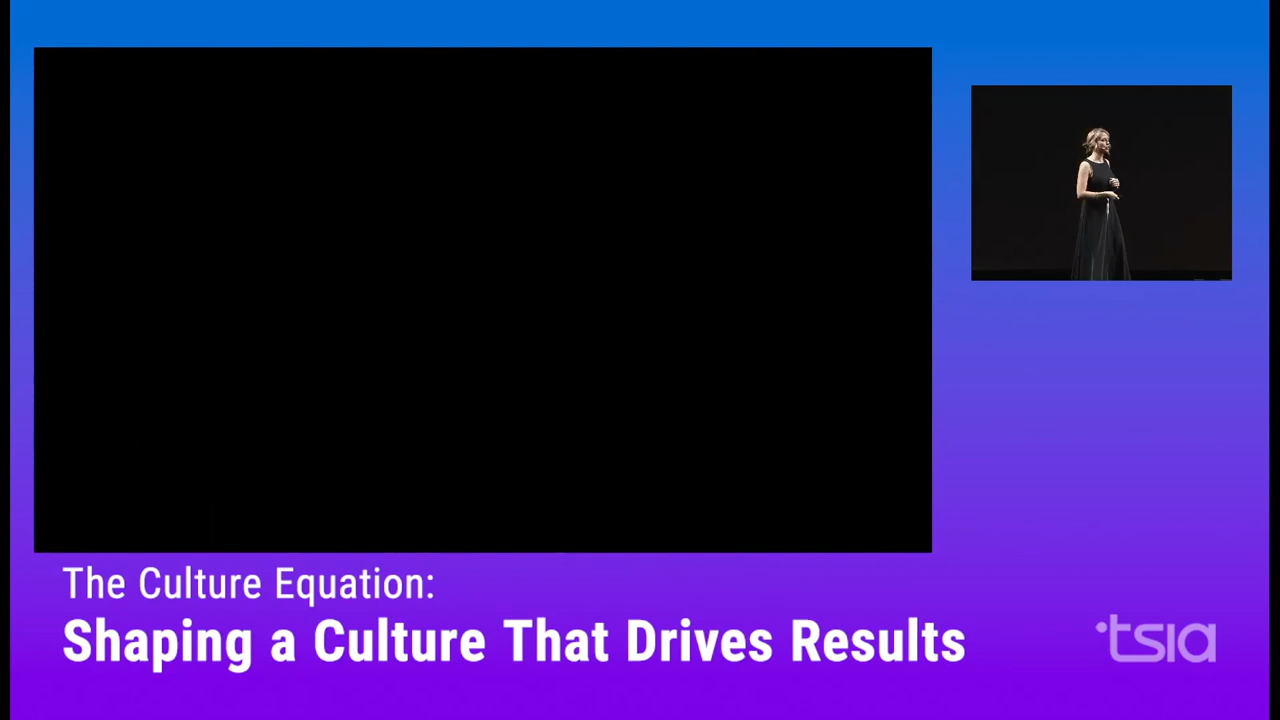 The Culture Equation:
Shaping a Culture That Drives Results
tsia